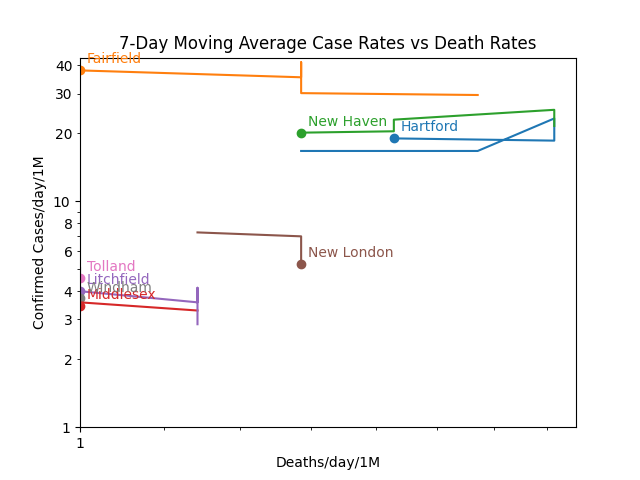 7-Day Moving Average Case Rates vs Death Rates
Fairfield
New Haven
Hartford
New London
Tolland
Litchfield
Windham
Middlesex
40
30
20
10
8
6
4
3
2
1
1
Confirmed Cases/day/1M
Deaths/day/1M